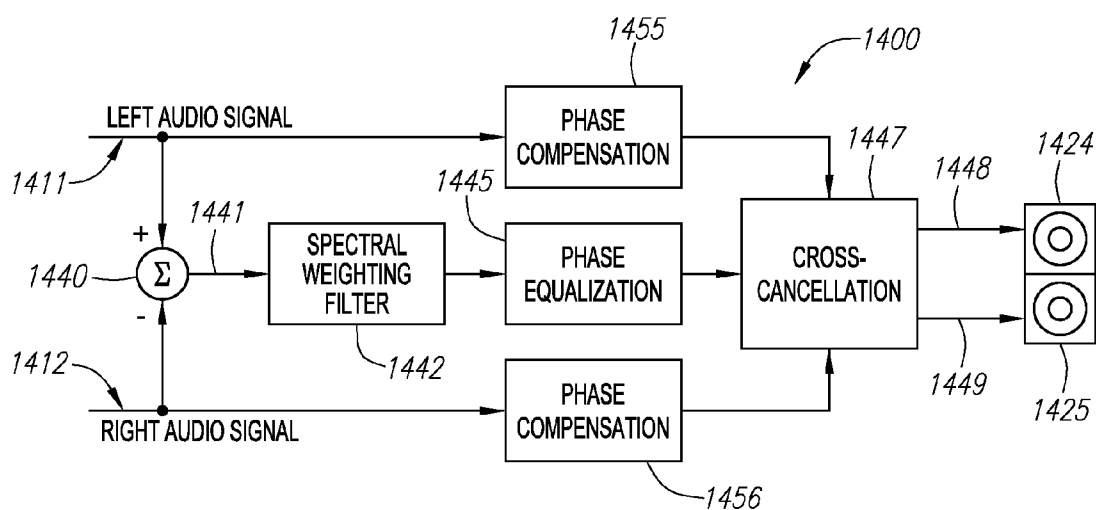 1455
1400
LEFT AUDIO SIGNAL
PHASE
COMPENSATION
1411
1447
1424
1445
1448
1441
+
1440
Σ
SPECTRAL
WEIGHTING
FILTER
PHASE
EQUALIZATION
CROSS-
CANCELLATION
-
1412
1442
1449
1425
RIGHT AUDIO SIGNAL
PHASE
COMPENSATION
1456